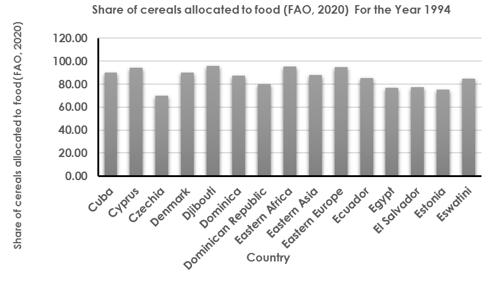 Share of cereals allocated to food (FAO, 2020)  For the Year 1994
Share of cereals allocated to food (FAO, 2020)
120.00
100.00
80.00
60.00
40.00
20.00
0.00
Cuba
Cyprus
Czechia
Denmark
Djibouti
Dominica
Dominican Republic
Eastern Africa
Eastern Asia
Eastern Europe
Ecuador
Egypt
El Salvador
Estonia
Eswatini
Country